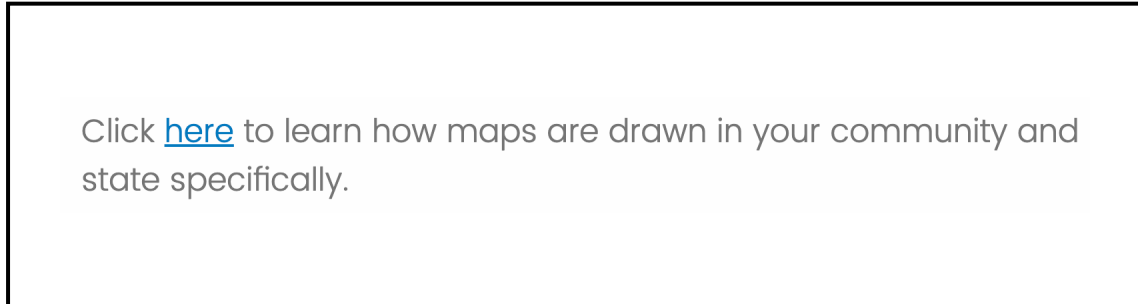 Click here to learn how maps are drawn in your community and
state specifically.